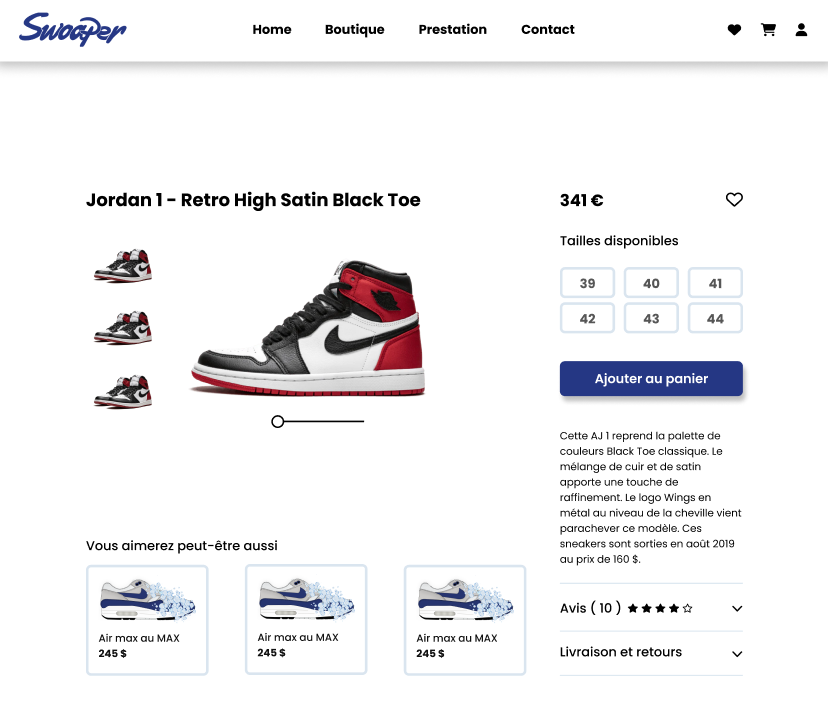 Swooper
Home
Boutique
Prestation
Contact
Jordan 1 - Retro High Satin Black Toe
341 €
Tailles disponibles
39
40
41
42
43
44
Ajouter au panier
Cette AJ 1 reprend la palette de
couleurs Black Toe classique. Le
mélange de cuir et de satin
apporte une touche de
raffinement. Le logo Wings en
métal au niveau de la cheville vient
parachever ce modèle. Ces
sneakers sont sorties en août 2019
au prix de 160 $.
Avis ( 10 )
Livraison et retours
Vous aimerez peut-être aussi
Air max au MAX
245 $
Air max au MAX
245 $
Air max au MAX
245 $